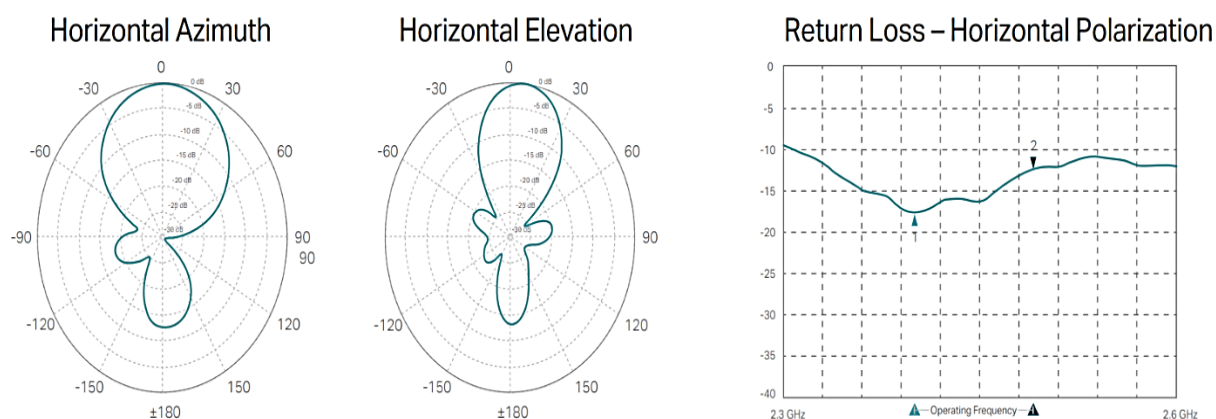 Horizontal Azimuth
0
-30
30
-60
60
-90
90
90
-120
120
-150
150
±180
0 dB
-5 dB
-10 dB
-15 dB
-20 dB
-25 dB
-30 dB
Horizontal Elevation
0
-30
30
-60
60
-90
90
-120
120
-150
150
±180
0 dB
-5 dB
-10 dB
-15 dB
-20 dB
-25 dB
-30 dB
Return Loss – Horizontal Polarization
0
-5
-10
-15
-20
-25
-30
-35
-40
2
1
2.3 GHz
Operating Frequency
2.6 GHz